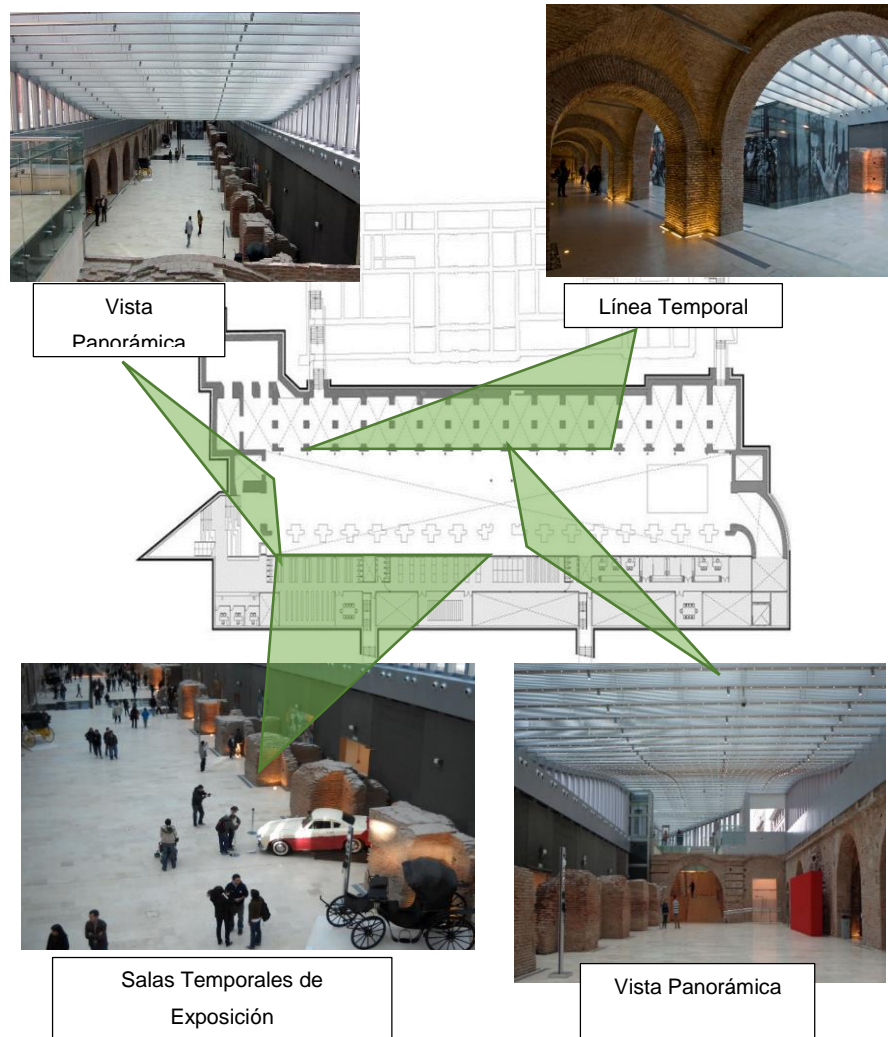 Vista
Panorámica
Línea Temporal
Salas Temporales de
Exposición
Vista Panorámica